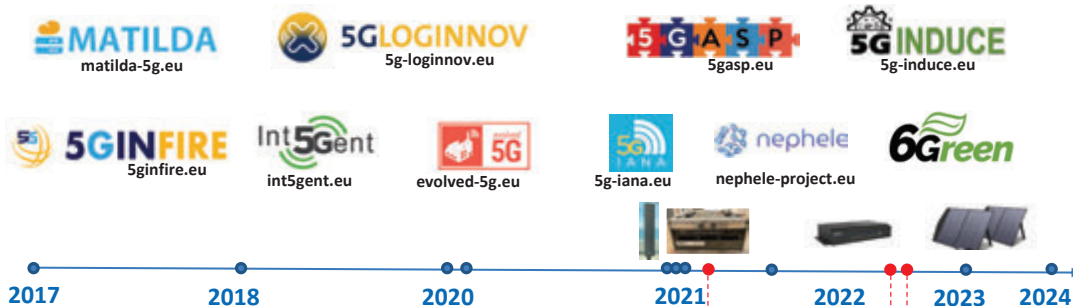 MATILDA
matilda-5g.eu
5GLOGINNOV
5g-loginnov.eu
5GASP
5gasp.eu
5G INDUCE
5g-induce.eu
5G 5GINFIRE
5ginfire.eu
Int5Gent
int5gent.eu
evolved 5G
evolved-5g.eu
5G IANA
5g-iana.eu
nephele
nephele-project.eu
6Green
2017 2018 2020 2021 2022 2023 2024